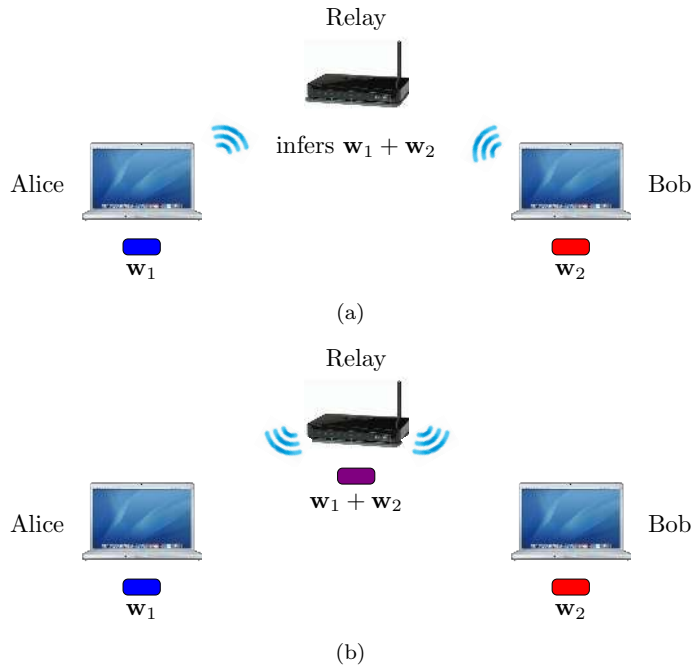 Relay
infers w₁ + w₂
Alice
Bob
w₁
w₂
(a)
Relay
w₁ + w₂
Alice
Bob
w₁
w₂
(b)